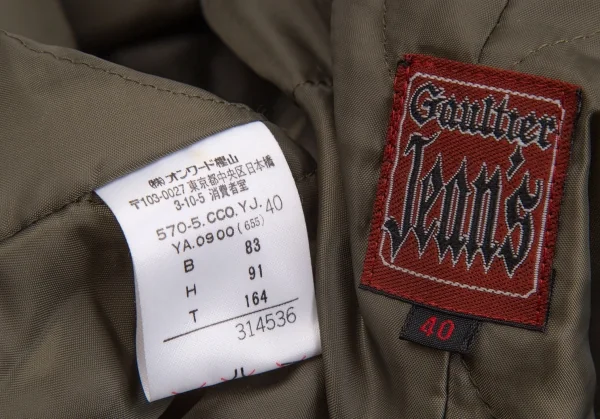 ㈱オンワード樫山
〒103-0027 東京都中央区日本橋
3-10-5 消費者室
570-5.CCO.YJ. 40
YA.0900 (655)
B 83
H 91
T 164
314536
Gaultier
Jean's
40